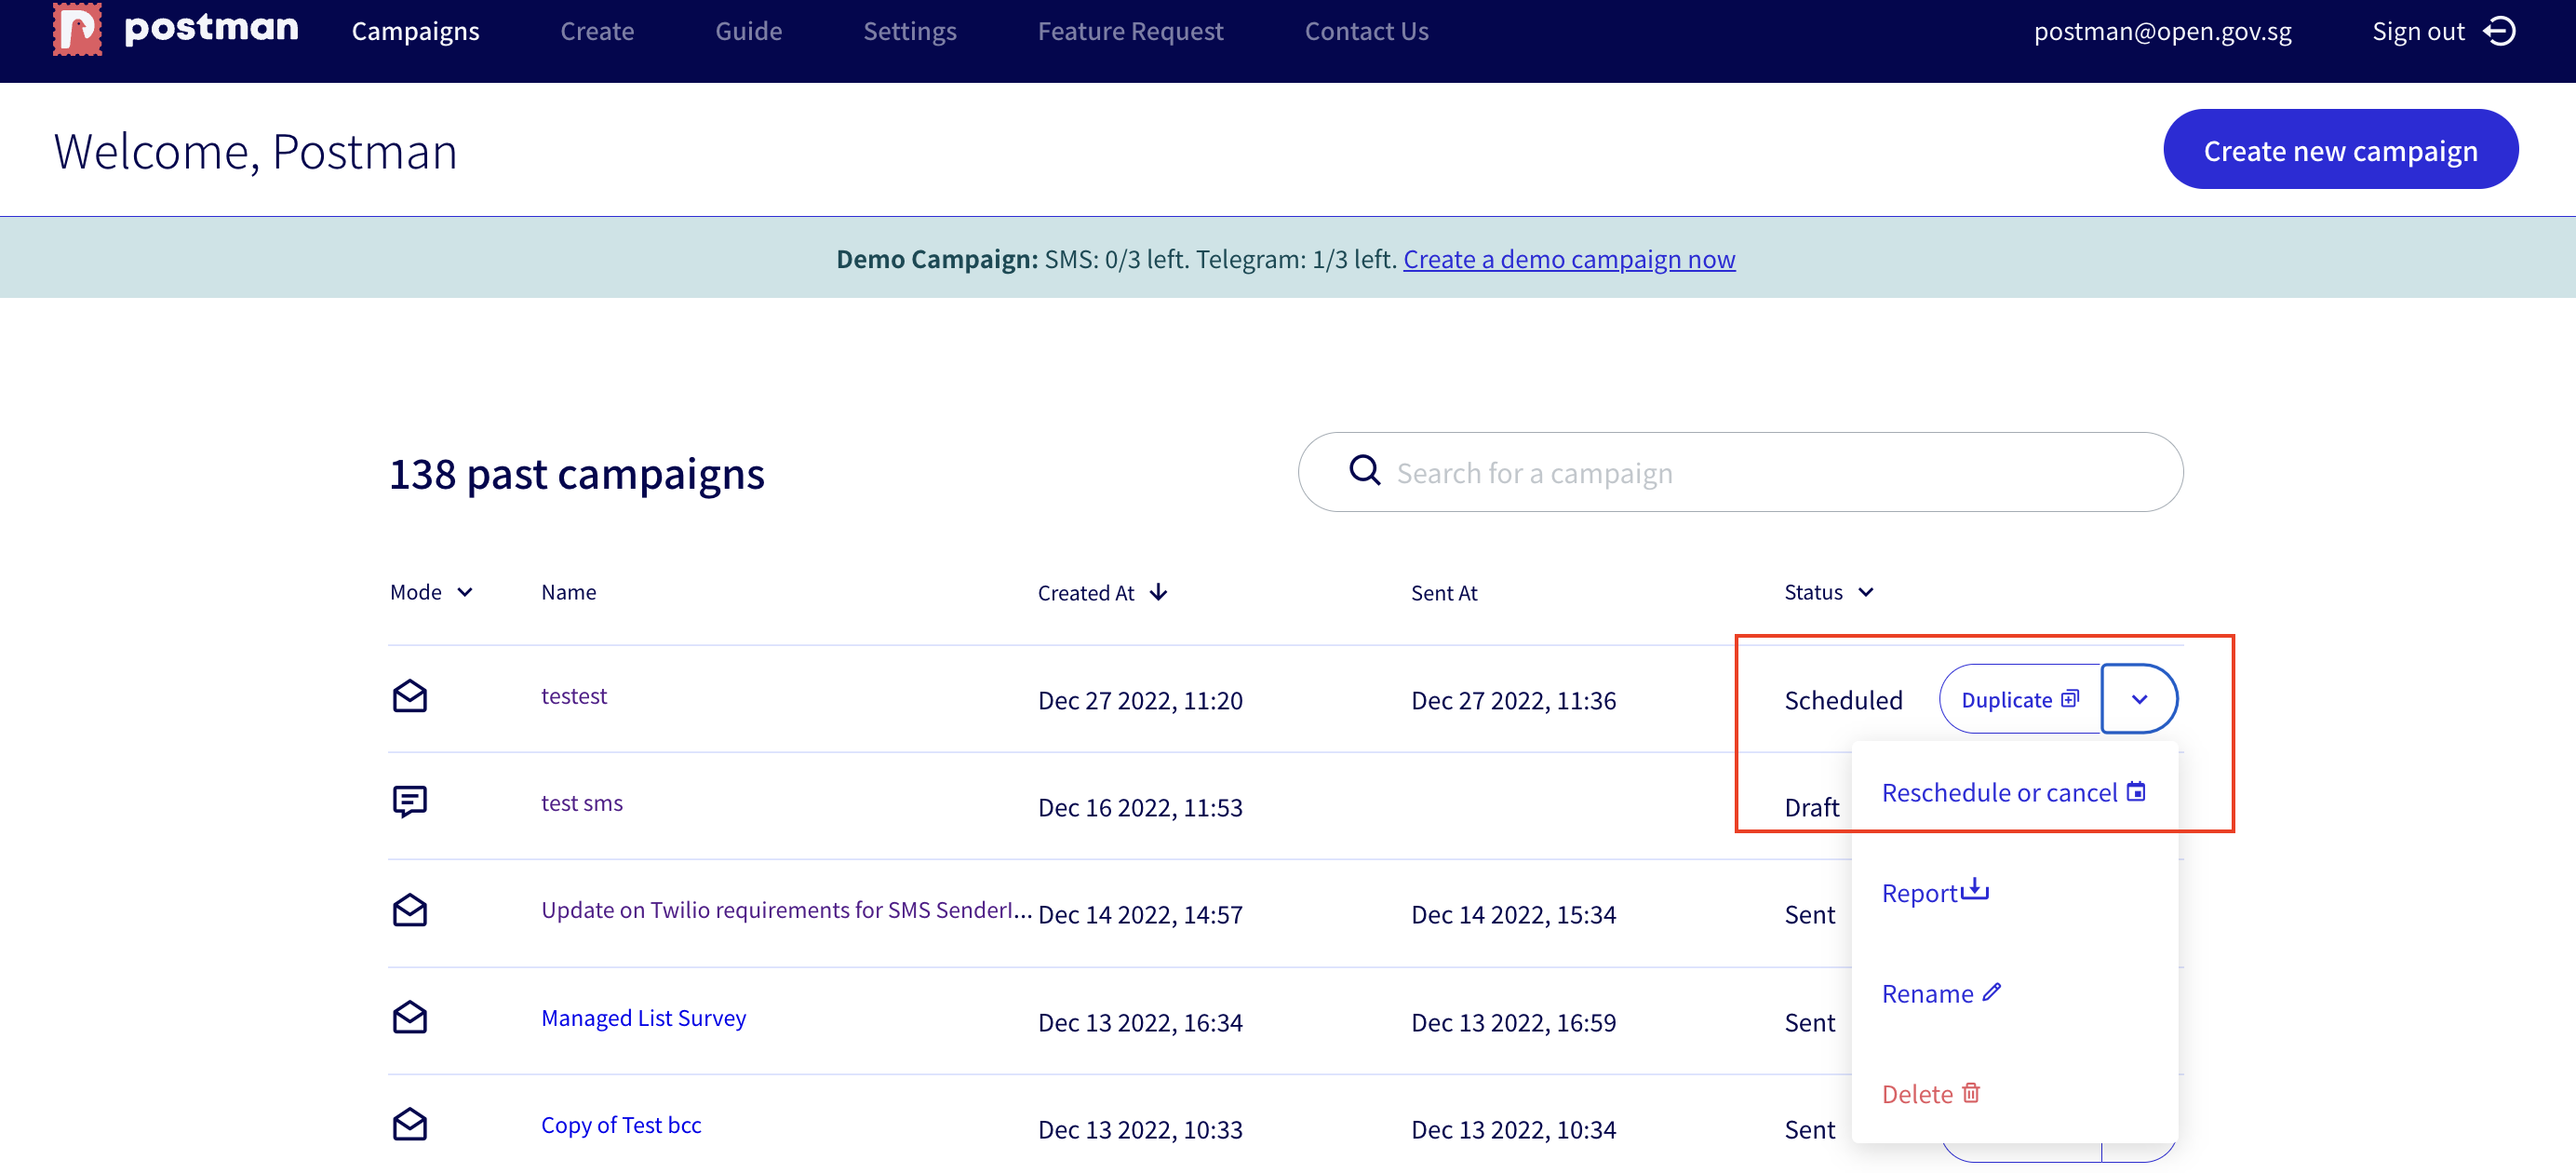 postman Campaigns Create Guide Settings Feature Request Contact Us postman@open.gov.sg Sign out
Welcome, Postman Create new campaign
Demo Campaign: SMS: 0/3 left. Telegram: 1/3 left. Create a demo campaign now
138 past campaigns Search for a campaign
Mode Name Created At Sent At Status
testest Dec 27 2022, 11:20 Dec 27 2022, 11:36 Scheduled Duplicate
Reschedule or cancel
test sms Dec 16 2022, 11:53 Draft
Report
Update on Twilio requirements for SMS SenderI... Dec 14 2022, 14:57 Dec 14 2022, 15:34 Sent
Rename
Managed List Survey Dec 13 2022, 16:34 Dec 13 2022, 16:59 Sent
Delete
Copy of Test bcc Dec 13 2022, 10:33 Dec 13 2022, 10:34 Sent